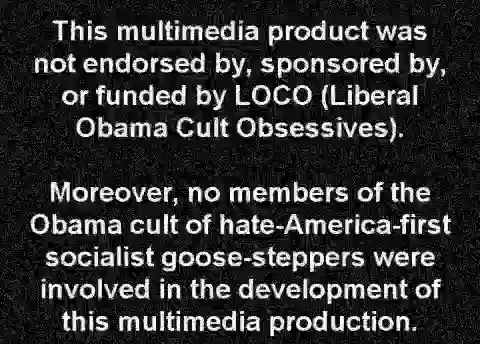 This multimedia product was
not endorsed by, sponsored by,
or funded by LOCO (Liberal
Obama Cult Obsessives).
Moreover, no members of the
Obama cult of hate-America-first
socialist goose-steppers were
involved in the development of
this multimedia production.